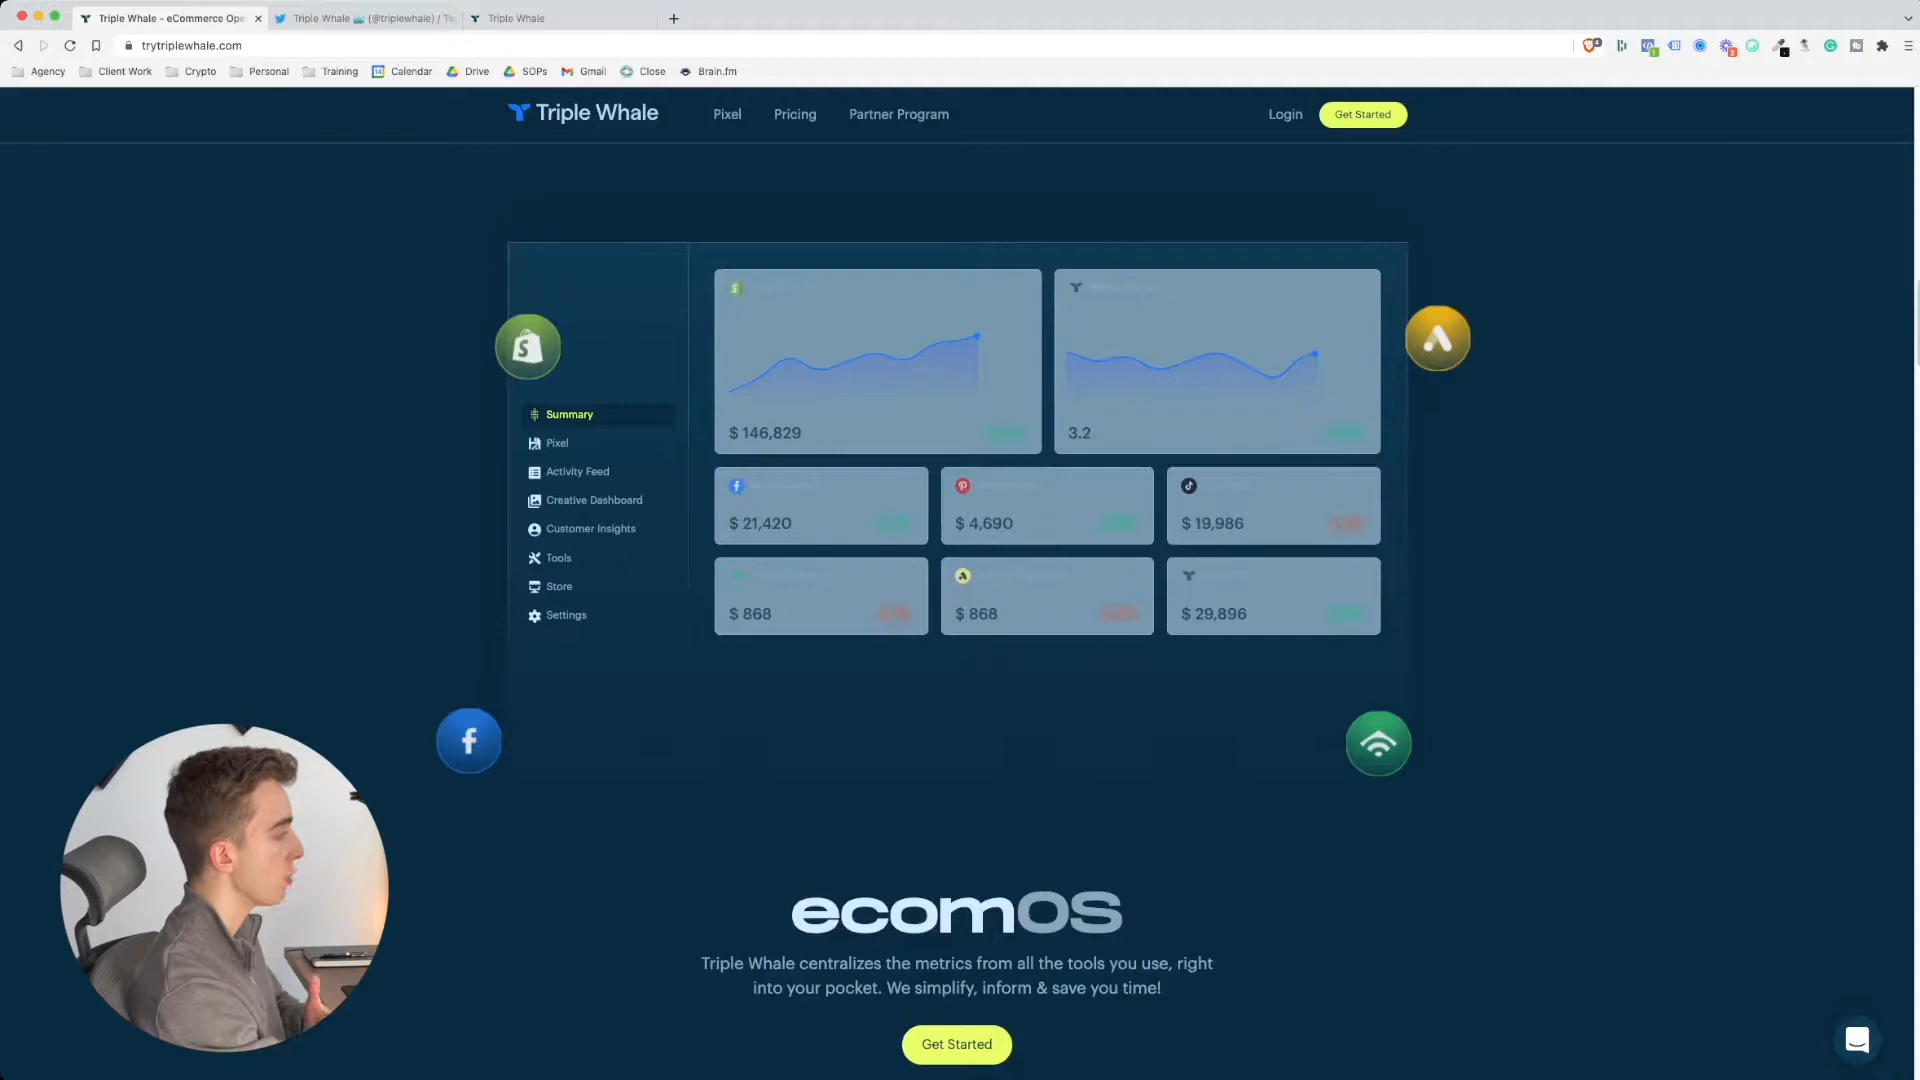 Triple Whale - eCommerce Ope
Triple Whale 🐳 (@triplewhale) / Tw
Triple Whale
trytriplewhale.com
Agency
Client Work
Crypto
Personal
Training
Calendar
Drive
SOPs
Gmail
Close
Brain.fm
Triple Whale
Pixel
Pricing
Partner Program
Login
Get Started
Summary
Pixel
Activity Feed
Creative Dashboard
Customer Insights
Tools
Store
Settings
$ 146,829
3.2
$ 21,420
$ 4,690
$ 19,986
$ 868
$ 868
$ 29,896
ecomOS
Triple Whale centralizes the metrics from all the tools you use, right
into your pocket. We simplify, inform & save you time!
Get Started